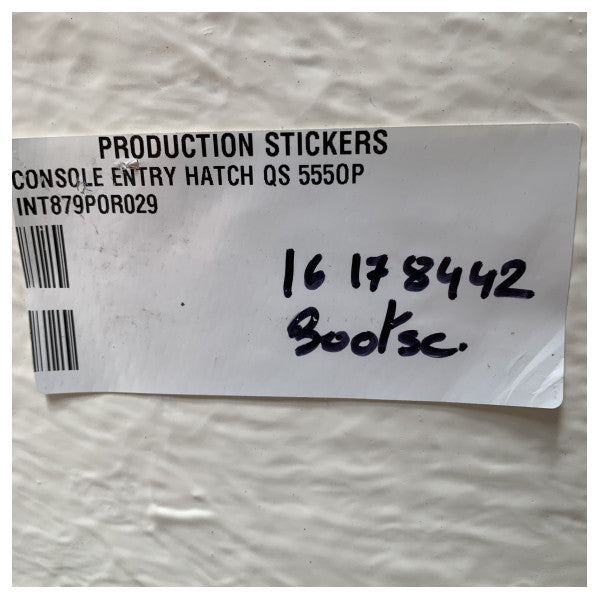 PRODUCTION STICKERS
CONSOLE ENTRY HATCH QS 555OP
INT879POR029
16 178442
Bootsc.